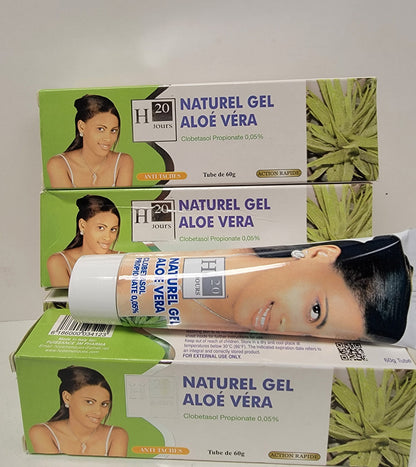 H 20
JOURS
NATUREL GEL
ALOÉ VÉRA
Clobetasol Propionate 0,05%
ANTI TACHES
Tube de 60g
ACTION RAPIDE
H 20
JOURS
NATUREL GEL
ALOE VERA
Clobetasol Propionate 0,05%
H 20
JOURS
NATUREL GEL
ALOE VERA
CLOBETASOL
PROPIONATE 0,05%
Keep out of reach of children. Store in a dry and cool place at
temperatures below 30°C (86°F). The indicated expiration date refers to
an integral and correctly stored product.
FOR EXTERNAL USE ONLY.
60g Tube
NATUREL GEL
ALOÉ VÉRA
Clobetasol Propionate 0,05%
ANTI TACHES
Tube de 60g
ACTION RAPIDE